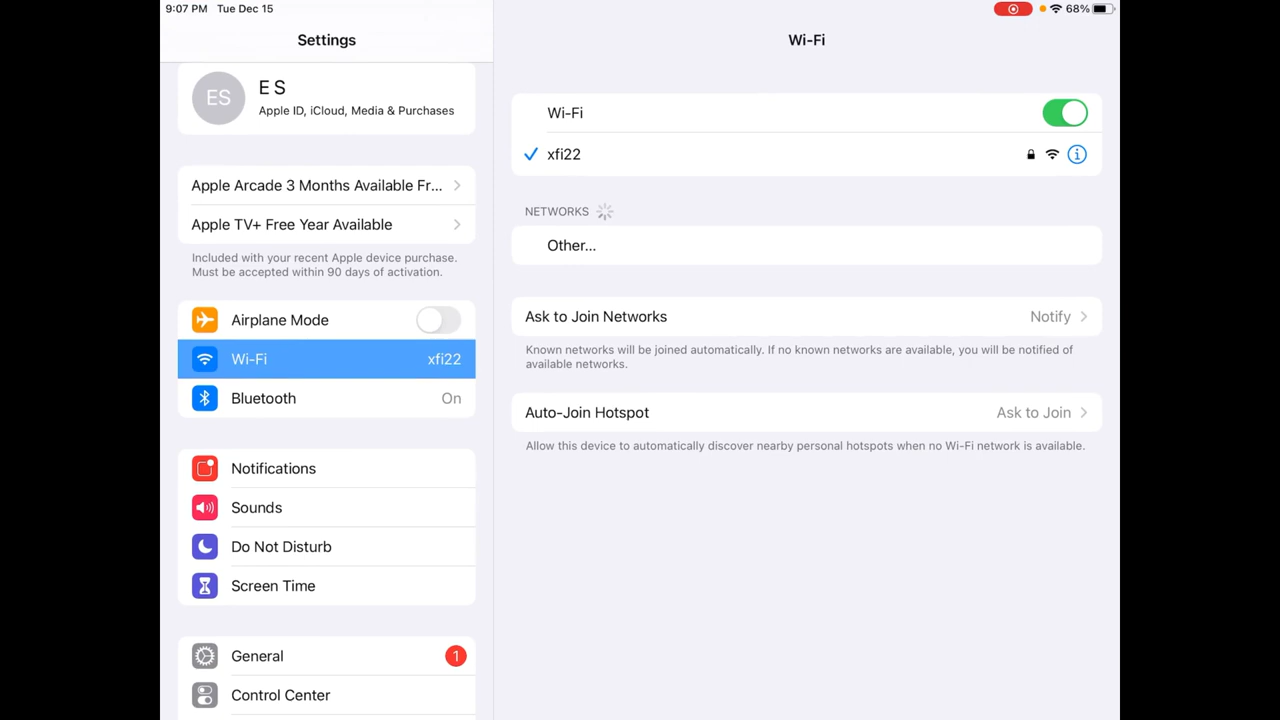 9:07 PM Tue Dec 15
68%
Settings
ES
E S
Apple ID, iCloud, Media & Purchases
Apple Arcade 3 Months Available Fr...
Apple TV+ Free Year Available
Included with your recent Apple device purchase.
Must be accepted within 90 days of activation.
Airplane Mode
Wi-Fi xfi22
Bluetooth On
Notifications
Sounds
Do Not Disturb
Screen Time
General 1
Control Center
Wi-Fi
Wi-Fi
xfi22
NETWORKS
Other...
Ask to Join Networks Notify
Known networks will be joined automatically. If no known networks are available, you will be notified of
available networks.
Auto-Join Hotspot Ask to Join
Allow this device to automatically discover nearby personal hotspots when no Wi-Fi network is available.